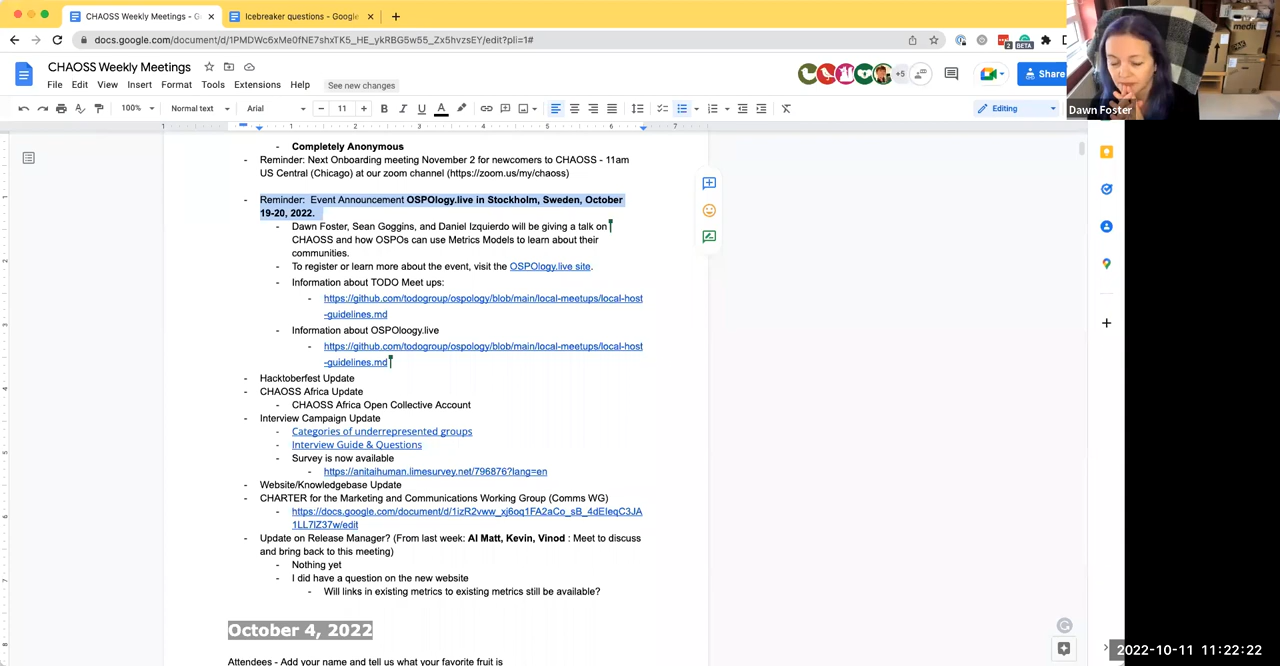 CHAOSS Weekly Meetings - G
Icebreaker questions - Google
docs.google.com/document/d/1PMDWc6xMe0fNE7shxTK5_HE_ykRBG5w55_Zx5hvzsEY/edit?pli=1#
2
BETA
CHAOSS Weekly Meetings
File Edit View Insert Format Tools Extensions Help See new changes
+5
Share
100% Normal text Arial 11 Editing
Dawn Foster
1 1 2 3 4 5 6 7
- Completely Anonymous
- Reminder: Next Onboarding meeting November 2 for newcomers to CHAOSS - 11am
US Central (Chicago) at our zoom channel (https://zoom.us/my/chaoss)
- Reminder: Event Announcement OSPOlogy.live in Stockholm, Sweden, October
19-20, 2022.
- Dawn Foster, Sean Goggins, and Daniel Izquierdo will be giving a talk on
CHAOSS and how OSPOs can use Metrics Models to learn about their
communities.
- To register or learn more about the event, visit the OSPOlogy.live site.
- Information about TODO Meet ups:
- https://github.com/todogroup/ospology/blob/main/local-meetups/local-host
-guidelines.md
- Information about OSPOloogy.live
- https://github.com/todogroup/ospology/blob/main/local-meetups/local-host
-guidelines.md
- Hacktoberfest Update
- CHAOSS Africa Update
- CHAOSS Africa Open Collective Account
- Interview Campaign Update
- Categories of underrepresented groups
- Interview Guide & Questions
- Survey is now available
- https://anitaihuman.limesurvey.net/796876?lang=en
- Website/Knowledgebase Update
- CHARTER for the Marketing and Communications Working Group (Comms WG)
- https://docs.google.com/document/d/1izR2vww_xj6oq1FA2aCo_sB_4dEIeqC3JA
1LL7IZ37w/edit
- Update on Release Manager? (From last week: AI Matt, Kevin, Vinod : Meet to discuss
and bring back to this meeting)
- Nothing yet
- I did have a question on the new website
- Will links in existing metrics to existing metrics still be available?
October 4, 2022
Attendees - Add your name and tell us what your favorite fruit is
2022-10-11 11:22:22